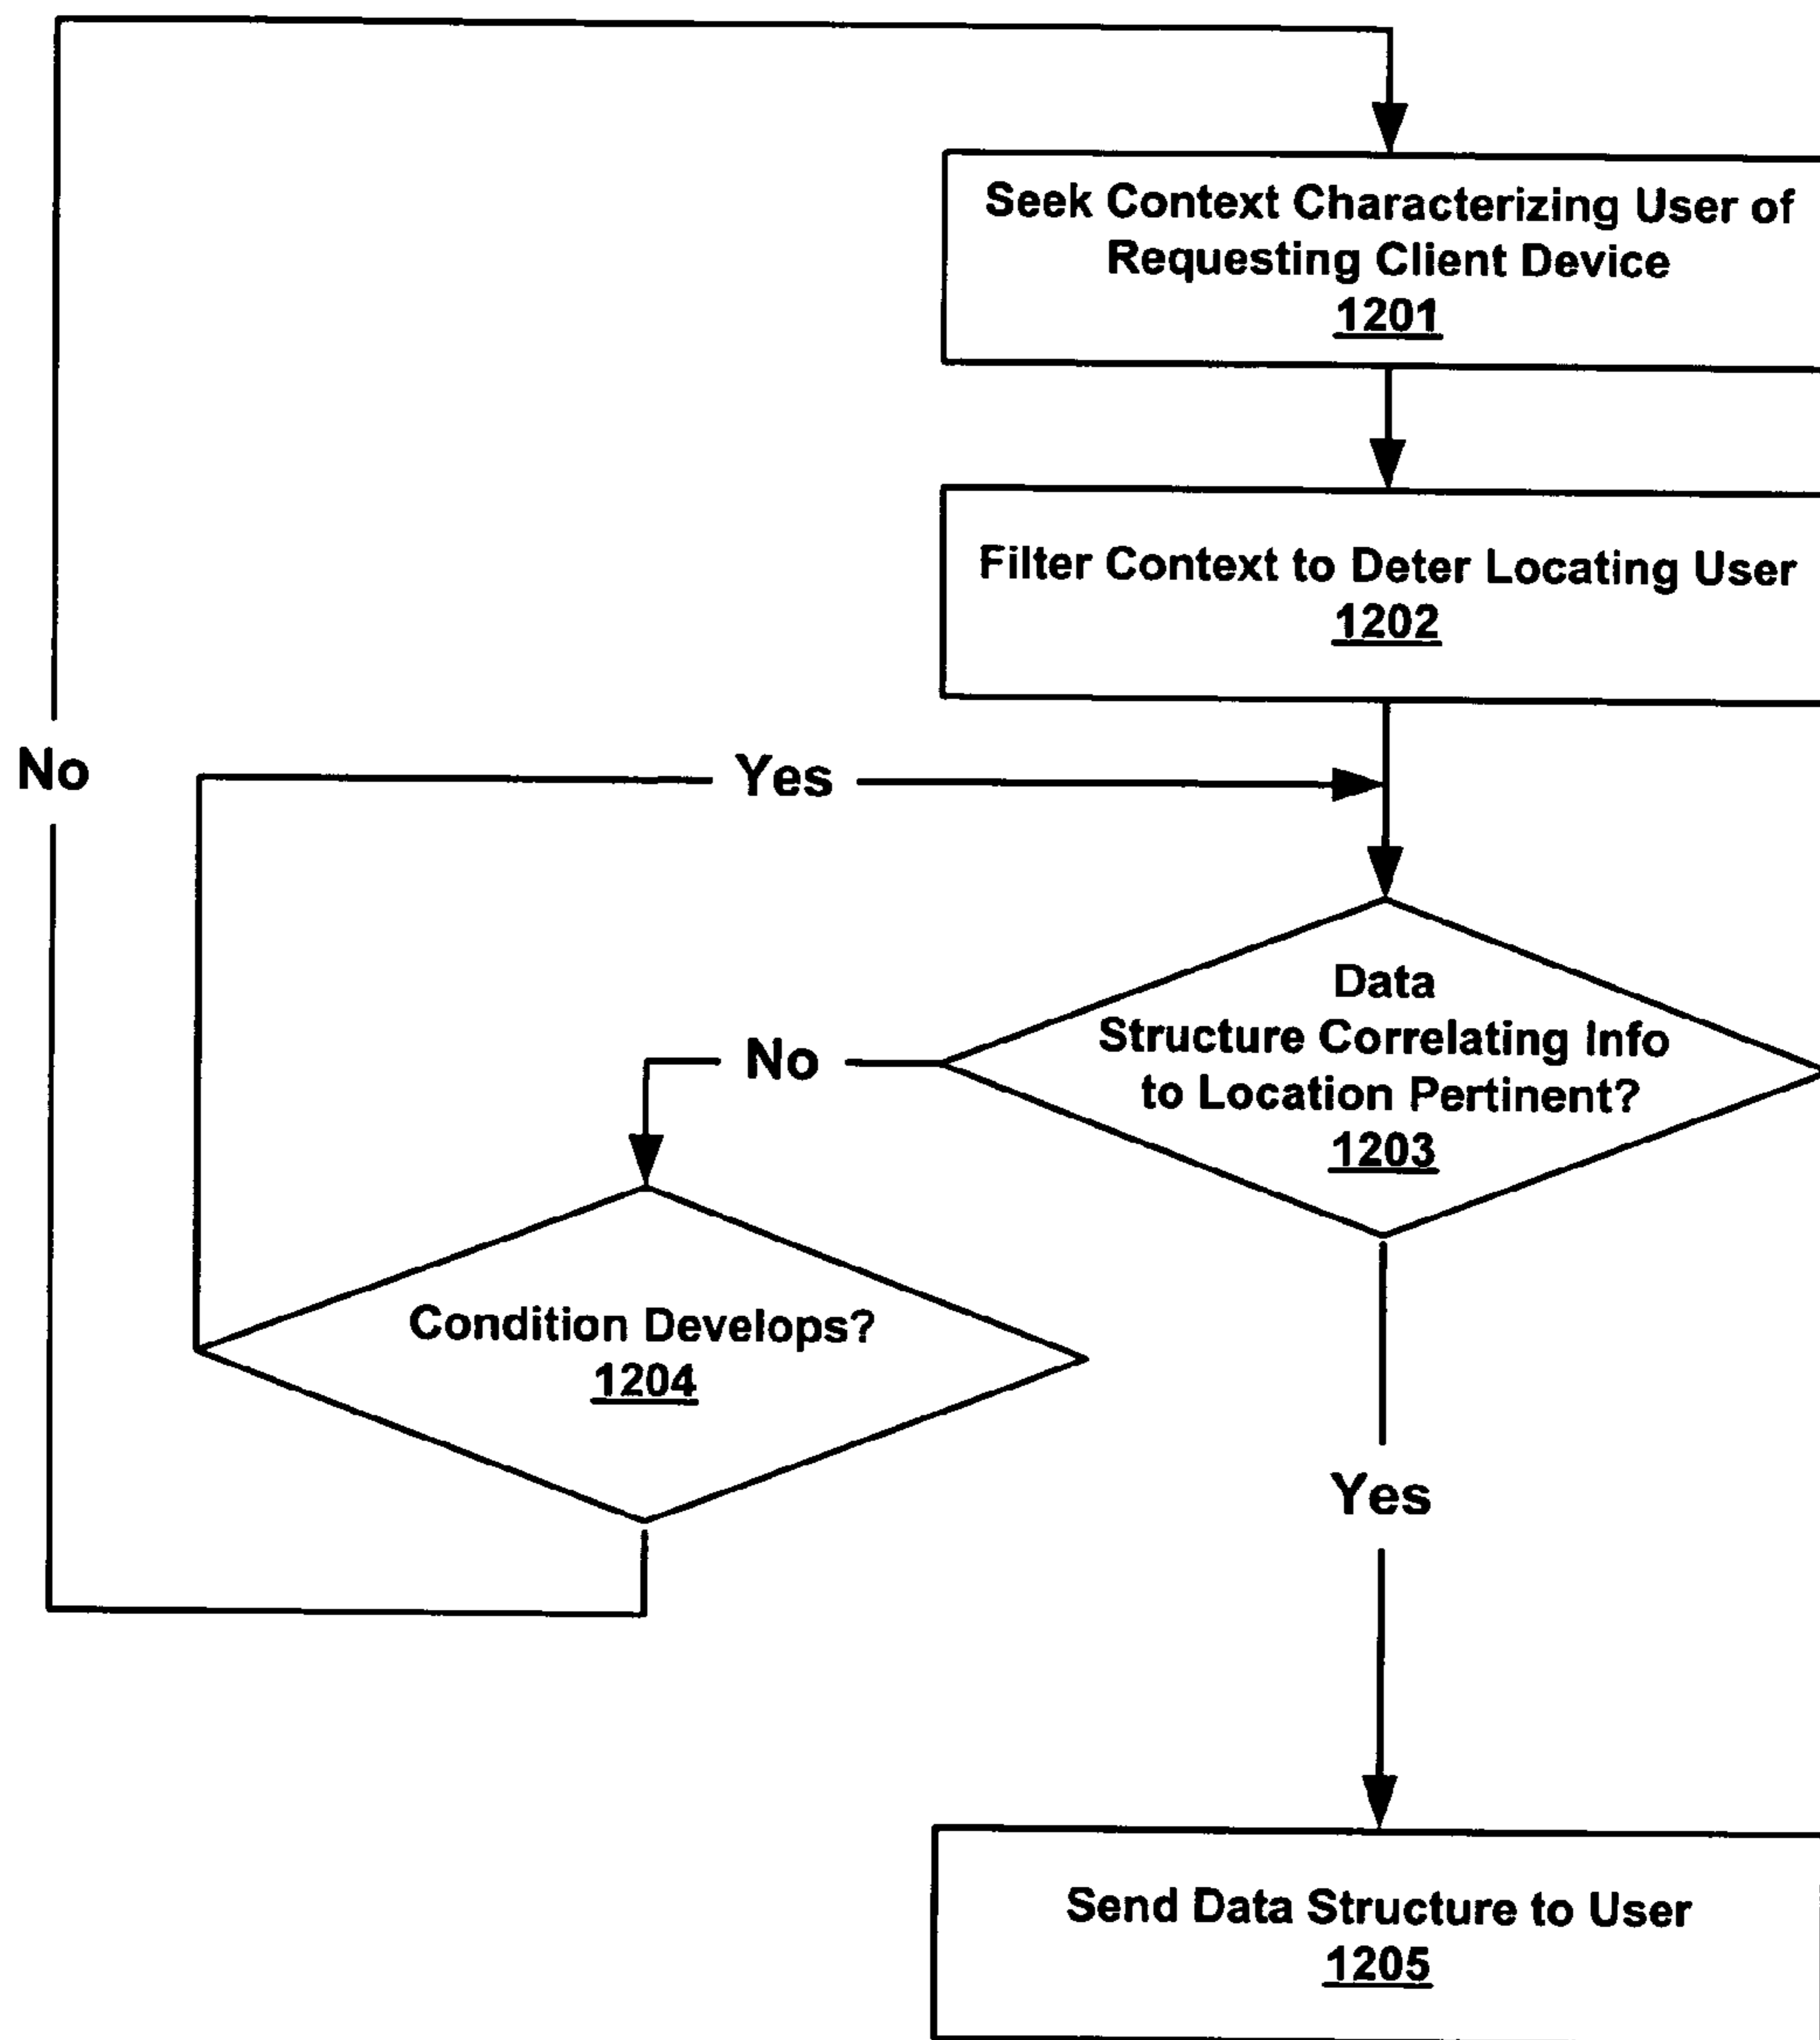 Seek Context Characterizing User of
Requesting Client Device
1201
Filter Context to Deter Locating User
1202
No
Yes
Data
Structure Correlating Info
to Location Pertinent?
1203
No
Condition Develops?
1204
Yes
Send Data Structure to User
1205